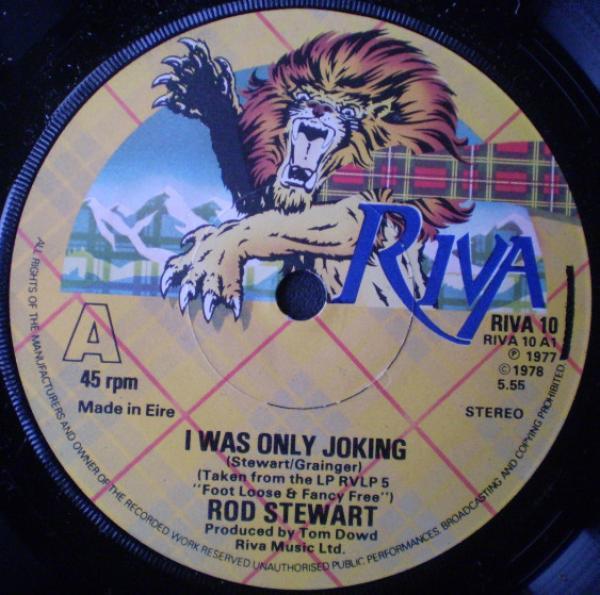 RIVA
RIVA 10
RIVA 10 A1
℗ 1977
© 1978
5.55
A
45 rpm
Made in Eire
STEREO
I WAS ONLY JOKING
(Stewart/Grainger)
(Taken from the LP RVLP 5
"Foot Loose & Fancy Free")
ROD STEWART
Produced by Tom Dowd
Riva Music Ltd.
ALL RIGHTS OF THE MANUFACTURERS AND OWNER OF THE RECORDED WORK RESERVED UNAUTHORISED PUBLIC PERFORMANCES, BROADCASTING AND COPYING PROHIBITED